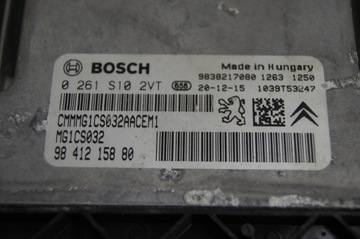 BOSCH
Made in Hungary
9838217080 1263 1250
0 261 S10 2VT 658 20-12-15 1039T53247
CMMMG1CS032AACEM1
MG1CS032
98 412 158 80